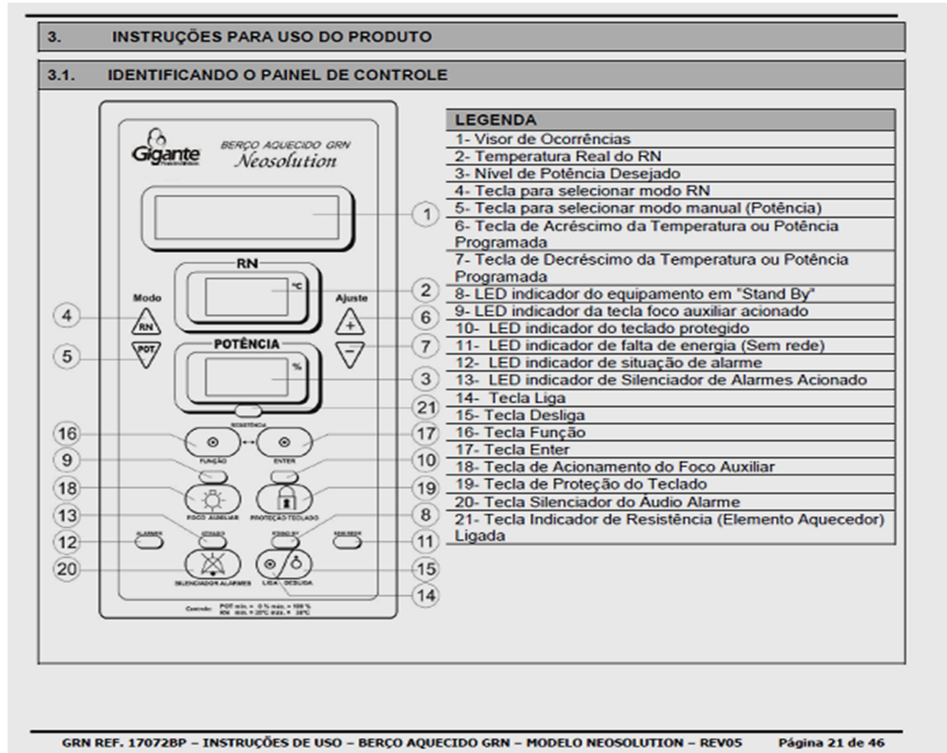 3. INSTRUÇÕES PARA USO DO PRODUTO
3.1. IDENTIFICANDO O PAINEL DE CONTROLE
Gigante
BERÇO AQUECIDO GRN
Neosolution
1
RN
°C
2
Modo
Ajuste
4
RN
+
6
5
POT
-
7
POTÊNCIA
%
3
21
RESISTÊNCIA
16
17
FUNÇÃO
ENTER
9
10
18
19
FOCO AUXILIAR
PROTEÇÃO TECLADO
13
8
ALARMES
STAND BY
SEM REDE
12
11
20
15
SILENCIADOR ALARMES
LIGA DESLIGA
14
Controle: POT mín. = 0 % máx. = 100 %
LEGENDA
1- Visor de Ocorrências
2- Temperatura Real do RN
3- Nível de Potência Desejado
4- Tecla para selecionar modo RN
5- Tecla para selecionar modo manual (Potência)
6- Tecla de Acréscimo da Temperatura ou Potência
Programada
7- Tecla de Decréscimo da Temperatura ou Potência
Programada
8- LED indicador do equipamento em "Stand By"
9- LED indicador da tecla foco auxiliar acionado
10- LED indicador do teclado protegido
11- LED indicador de falta de energia (Sem rede)
12- LED indicador de situação de alarme
13- LED indicador de Silenciador de Alarmes Acionado
14- Tecla Liga
15- Tecla Desliga
16- Tecla Função
17- Tecla Enter
18- Tecla de Acionamento do Foco Auxiliar
19- Tecla de Proteção do Teclado
20- Tecla Silenciador do Áudio Alarme
21- Tecla Indicador de Resistência (Elemento Aquecedor)
Ligada
GRN REF. 17072BP – INSTRUÇÕES DE USO – BERÇO AQUECIDO GRN – MODELO NEOSOLUTION – REV05 Página 21 de 46